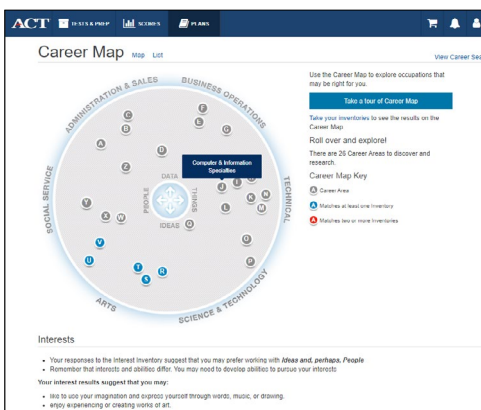 ACT TESTS & PREP SCORES PLANS
Career Map Map List
View Career Sea
Use the Career Map to explore occupations that
may be right for you.
Take a tour of Career Map
Take your inventories to see the results on the
Career Map
Roll over and explore!
There are 26 Career Areas to discover and
research.
Career Map Key
A Career Area
A Matches at least one Inventory
A Matches two or more Inventories
ADMINISTRATION & SALES
BUSINESS OPERATIONS
TECHNICAL
SCIENCE & TECHNOLOGY
ARTS
SOCIAL SERVICE
C
B
A
F
E
G
D
Z
Computer & Information
Specialties
J
I
K
N
L
M
DATA
PEOPLE
THINGS
IDEAS
Y
X
W
Q
V
U
T
S
R
O
P
Interests
Your responses to the Interest Inventory suggest that you may prefer working with Ideas and, perhaps, People
Remember that interests and abilities differ. You may need to develop abilities to pursue your interests
Your interest results suggest that you may:
like to use your imagination and express yourself through words, music, or drawing.
enjoy experiencing or creating works of art.